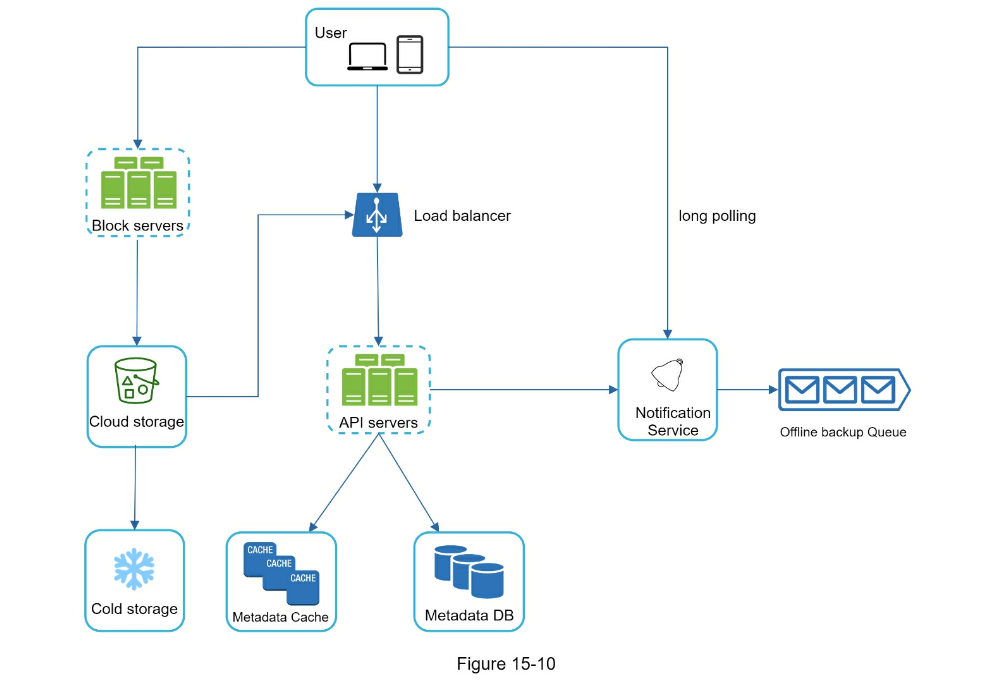 User
Block servers
Load balancer
long polling
Cloud storage
API servers
Notification
Service
Offline backup Queue
Cold storage
CACHE
CACHE
CACHE
Metadata Cache
Metadata DB
Figure 15-10